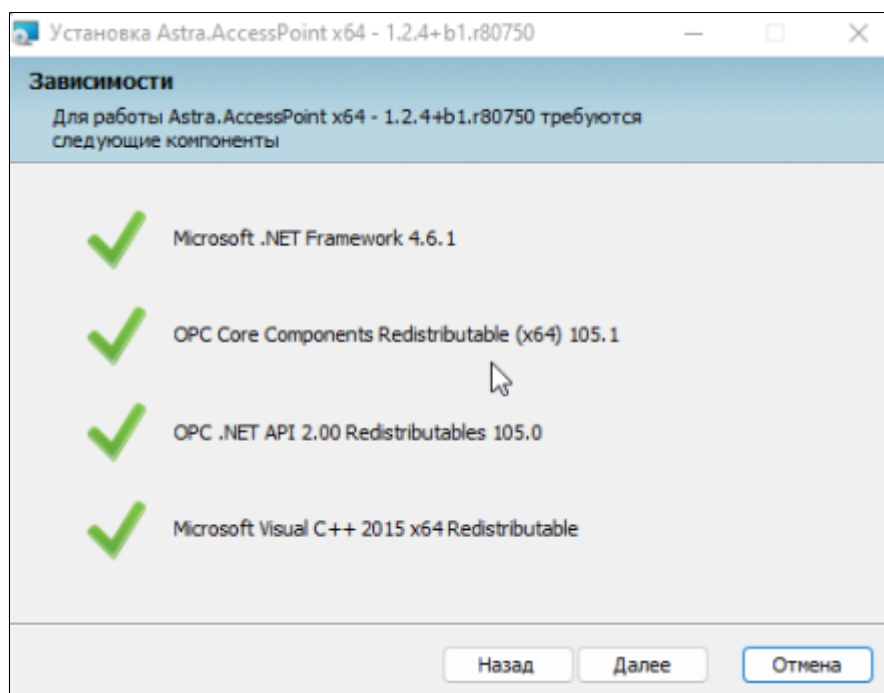 Установка Astra.AccessPoint x64 - 1.2.4+b1.r80750
Зависимости
Для работы Astra.AccessPoint x64 - 1.2.4+b1.r80750 требуются
следующие компоненты
Microsoft .NET Framework 4.6.1
OPC Core Components Redistributable (x64) 105.1
OPC .NET API 2.00 Redistributables 105.0
Microsoft Visual C++ 2015 x64 Redistributable
Назад Далее Отмена